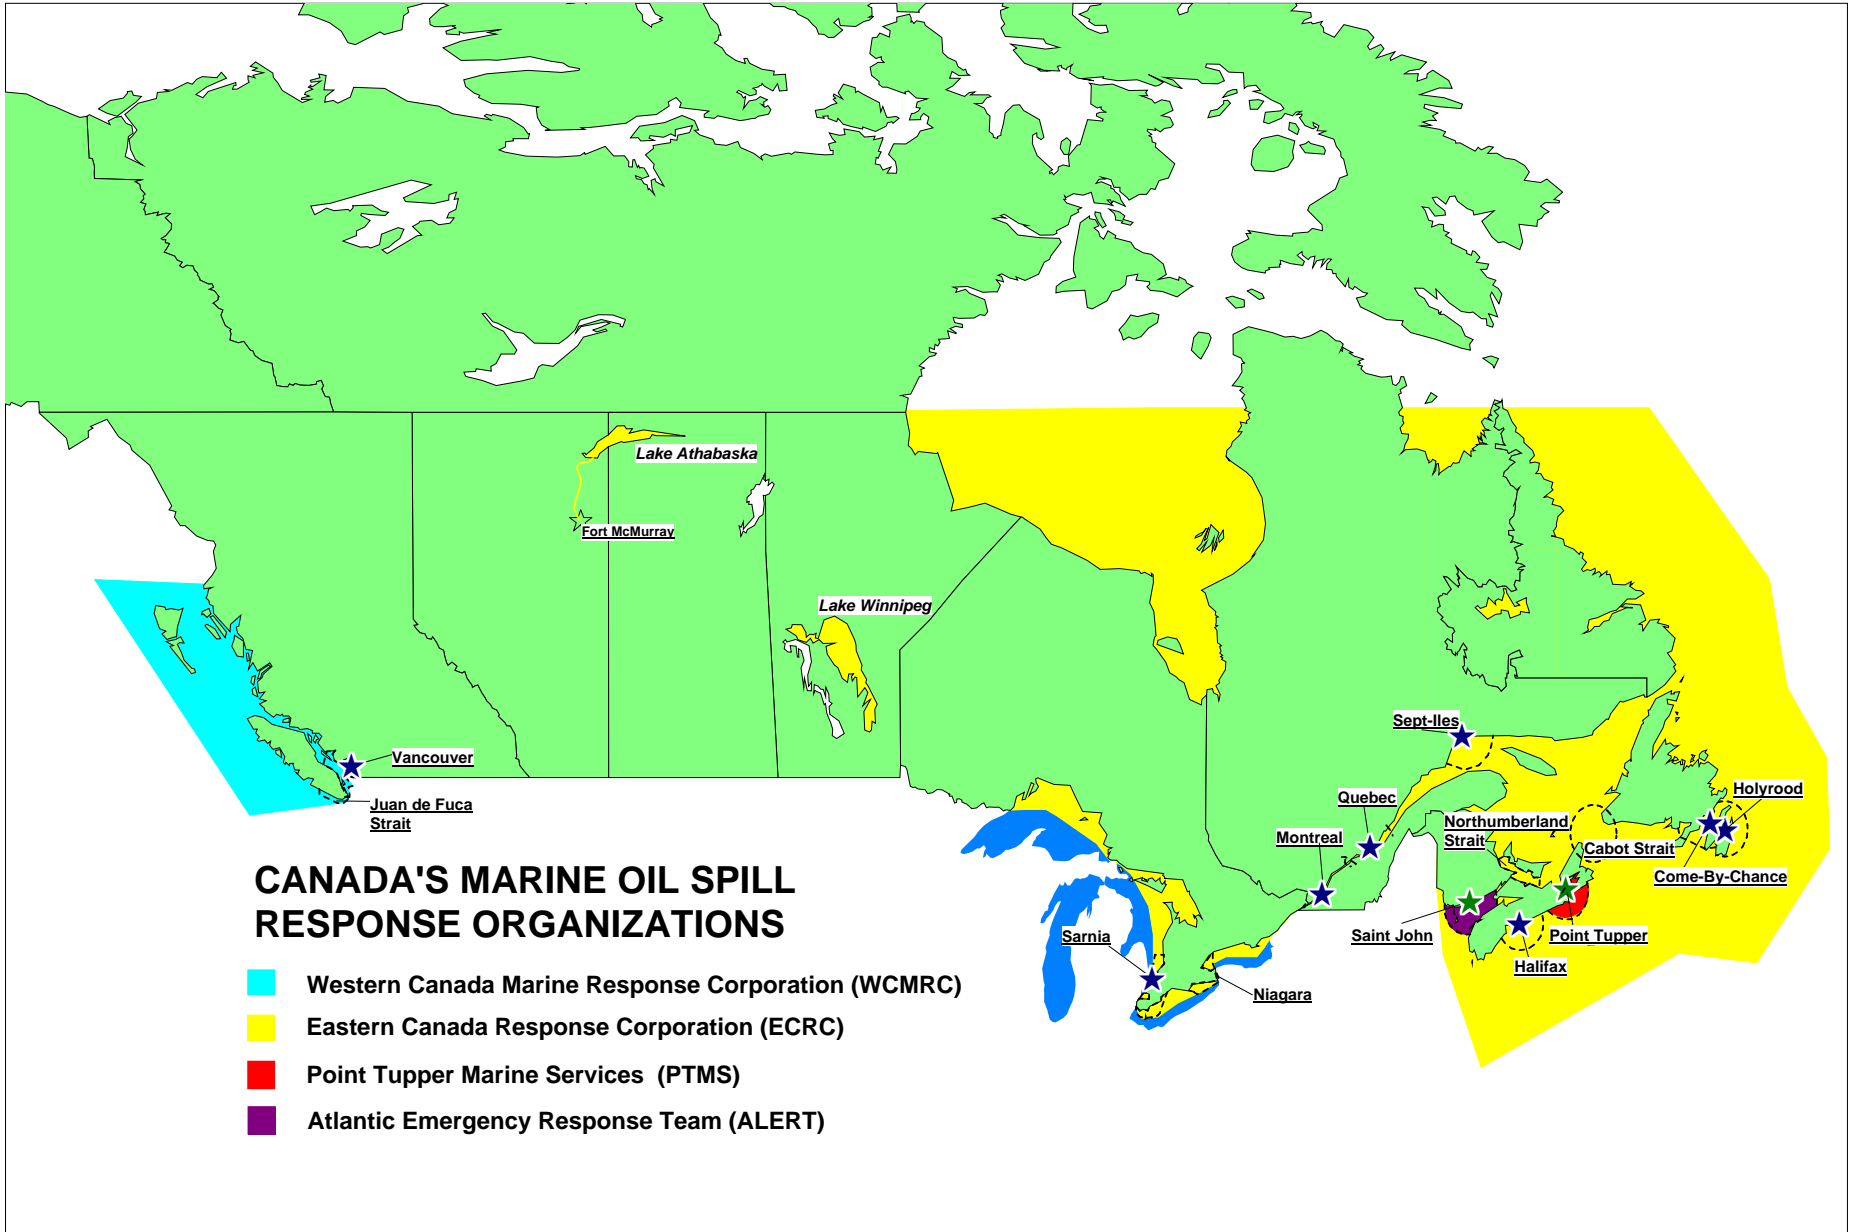 Lake Athabaska
Fort McMurray
Lake Winnipeg
Sept-Iles
Vancouver
Juan de Fuca
Strait
Quebec
Holyrood
Northumberland
Strait
Montreal
Cabot Strait
Come-By-Chance
CANADA'S MARINE OIL SPILL
RESPONSE ORGANIZATIONS
Sarnia
Saint John
Point Tupper
Halifax
Niagara
Western Canada Marine Response Corporation (WCMRC)
Eastern Canada Response Corporation (ECRC)
Point Tupper Marine Services (PTMS)
Atlantic Emergency Response Team (ALERT)